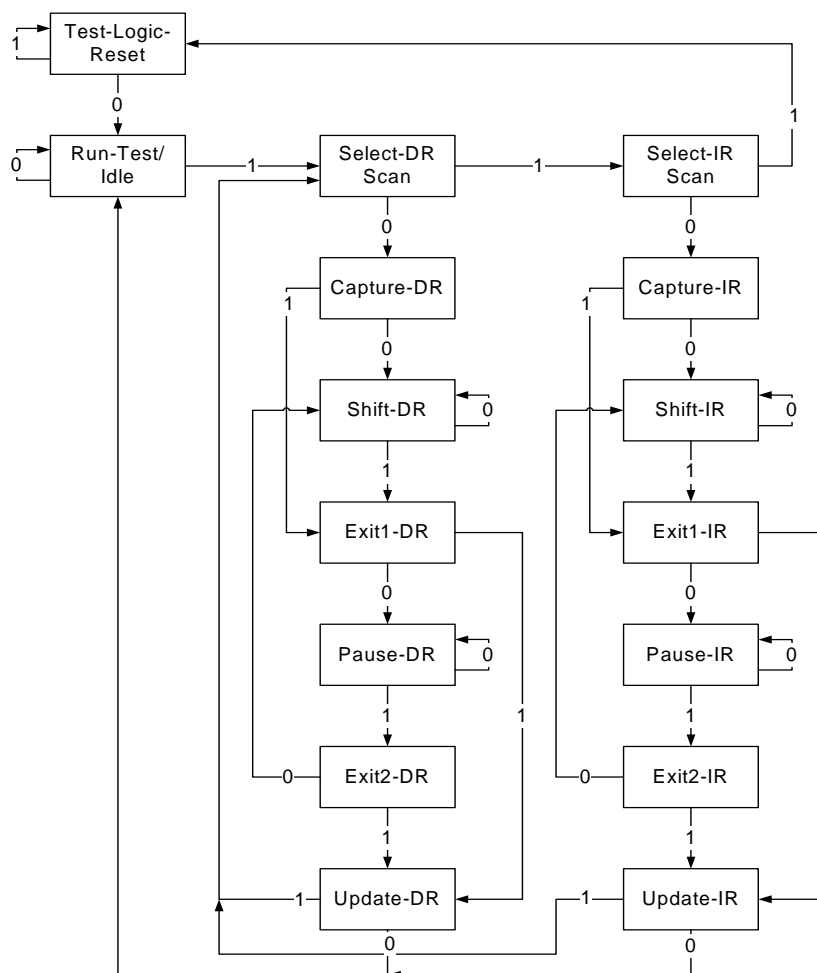 Test-Logic-
Reset
1
0
Run-Test/
Idle
0
1
Select-DR
Scan
1
Select-IR
Scan
1
0
0
Capture-DR
1
Capture-IR
1
0
0
Shift-DR
0
Shift-IR
0
1
1
Exit1-DR
Exit1-IR
0
0
Pause-DR
0
Pause-IR
0
1
1
1
Exit2-DR
0
Exit2-IR
0
1
1
Update-DR
1
Update-IR
1
0
0